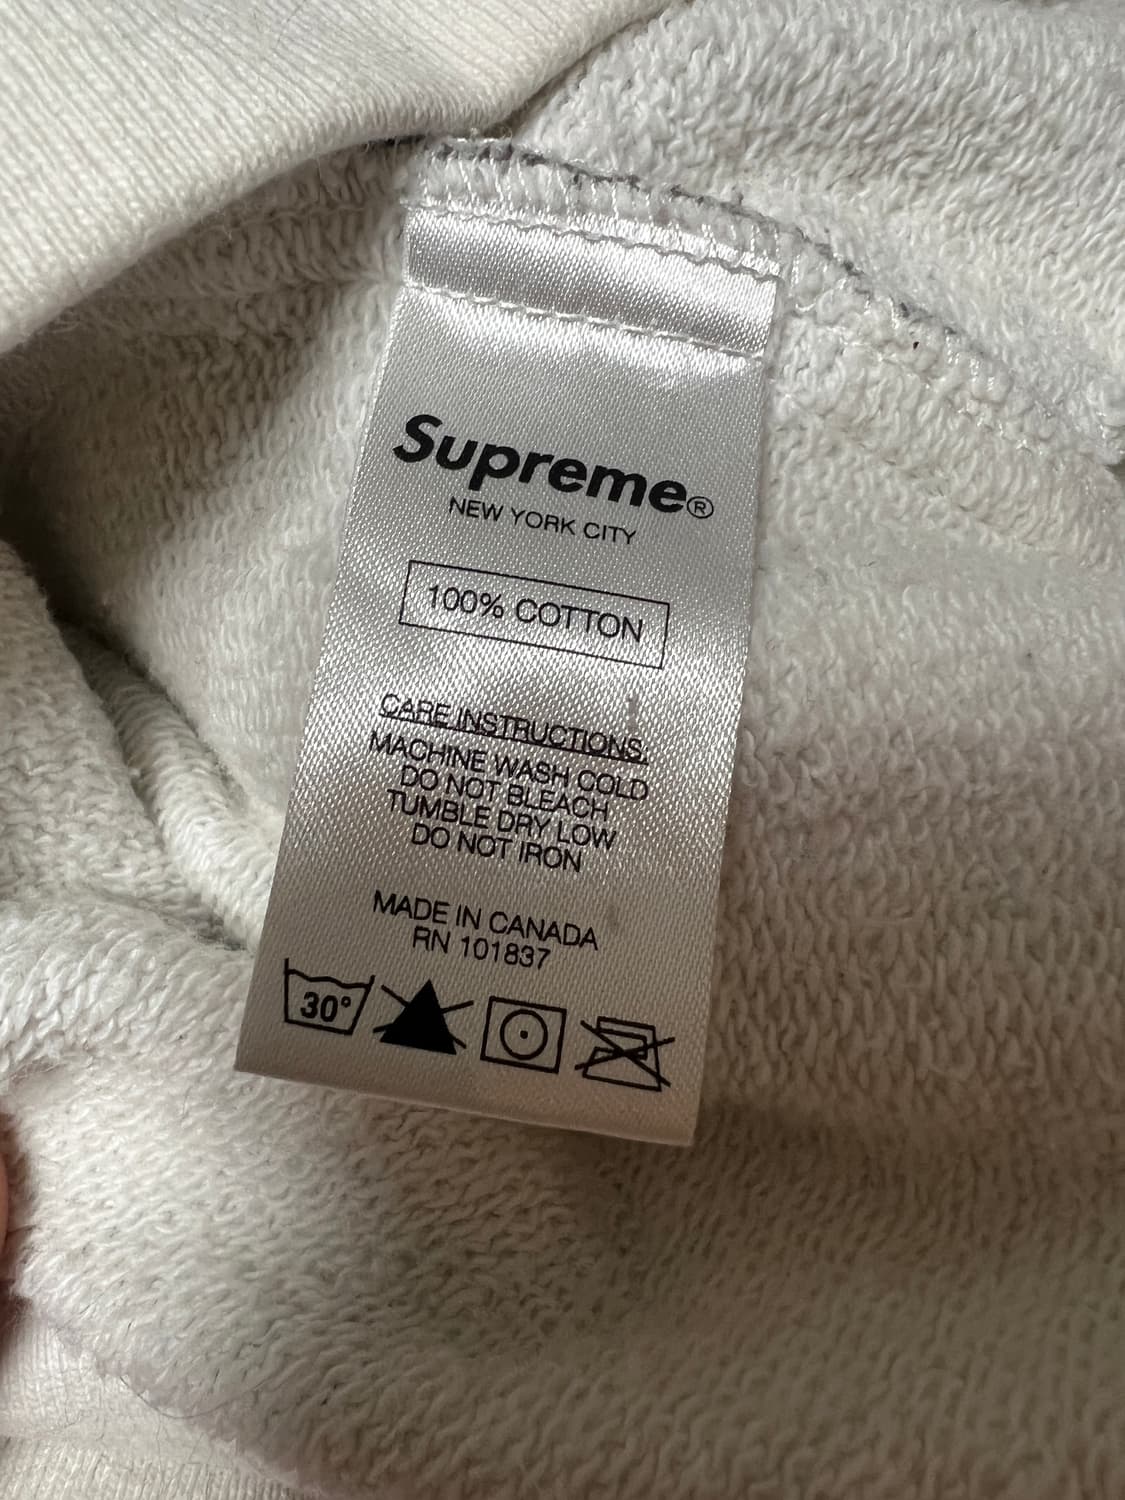 Supreme®
NEW YORK CITY
100% COTTON
CARE INSTRUCTIONS:
MACHINE WASH COLD
DO NOT BLEACH
TUMBLE DRY LOW
DO NOT IRON
MADE IN CANADA
RN 101837
30°